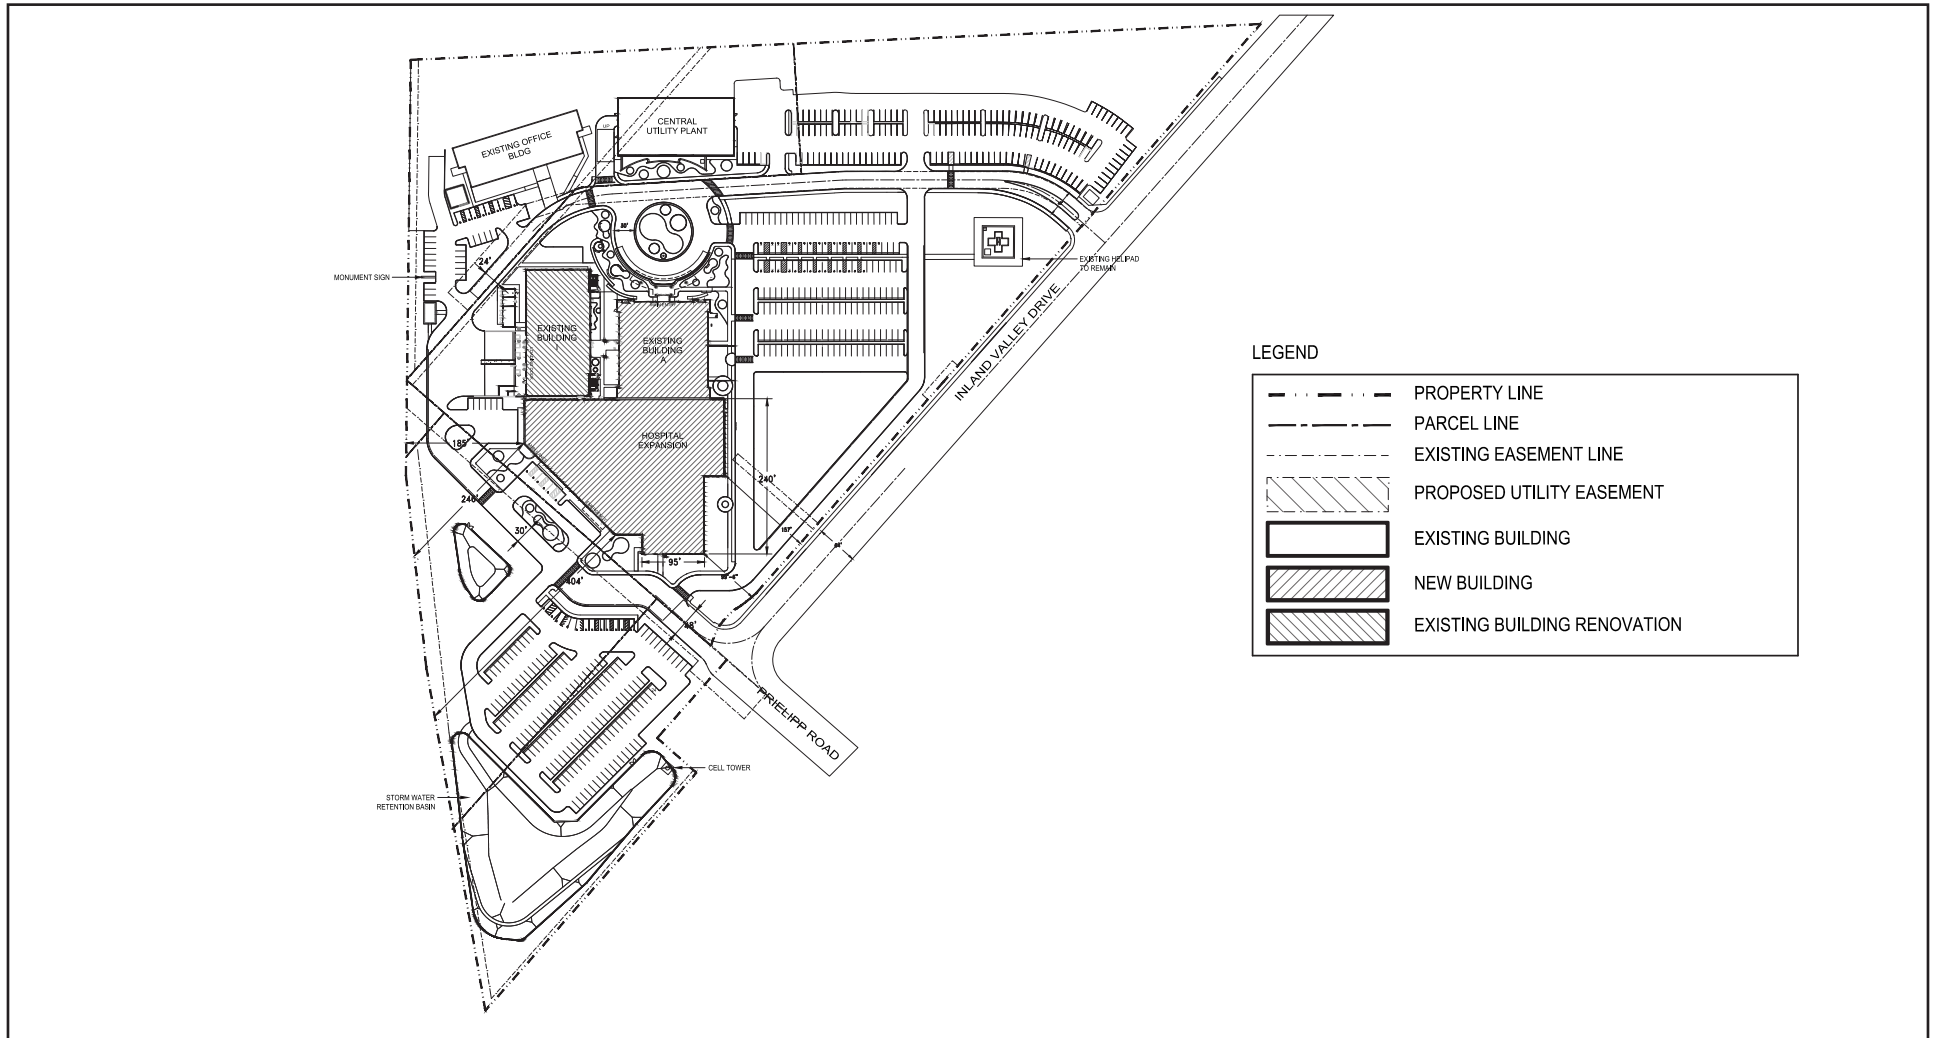 CENTRAL
UTILITY PLANT
UP
EXISTING OFFICE
BLDG
30'
MONUMENT SIGN
24'
EXISTING HELIPAD
TO REMAIN
INLAND VALLEY DRIVE
EXISTING
BUILDING
I
EXISTING
BUILDING
A
HOSPITAL
EXPANSION
185'
240'
246'
30'
95'
404'
48'
PRIELIPP ROAD
CELL TOWER
STORM WATER
RETENTION BASIN
LEGEND
PROPERTY LINE
PARCEL LINE
EXISTING EASEMENT LINE
PROPOSED UTILITY EASEMENT
EXISTING BUILDING
NEW BUILDING
EXISTING BUILDING RENOVATION